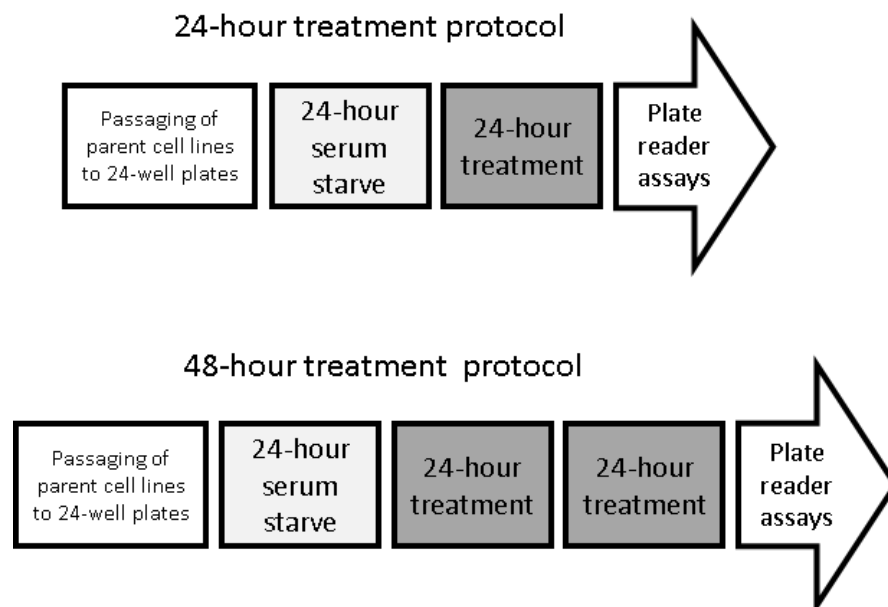 24-hour treatment protocol
Passaging of
parent cell lines
to 24-well plates
24-hour
serum
starve
24-hour
treatment
Plate
reader
assays
48-hour treatment protocol
Passaging of
parent cell lines
to 24-well plates
24-hour
serum
starve
24-hour
treatment
24-hour
treatment
Plate
reader
assays